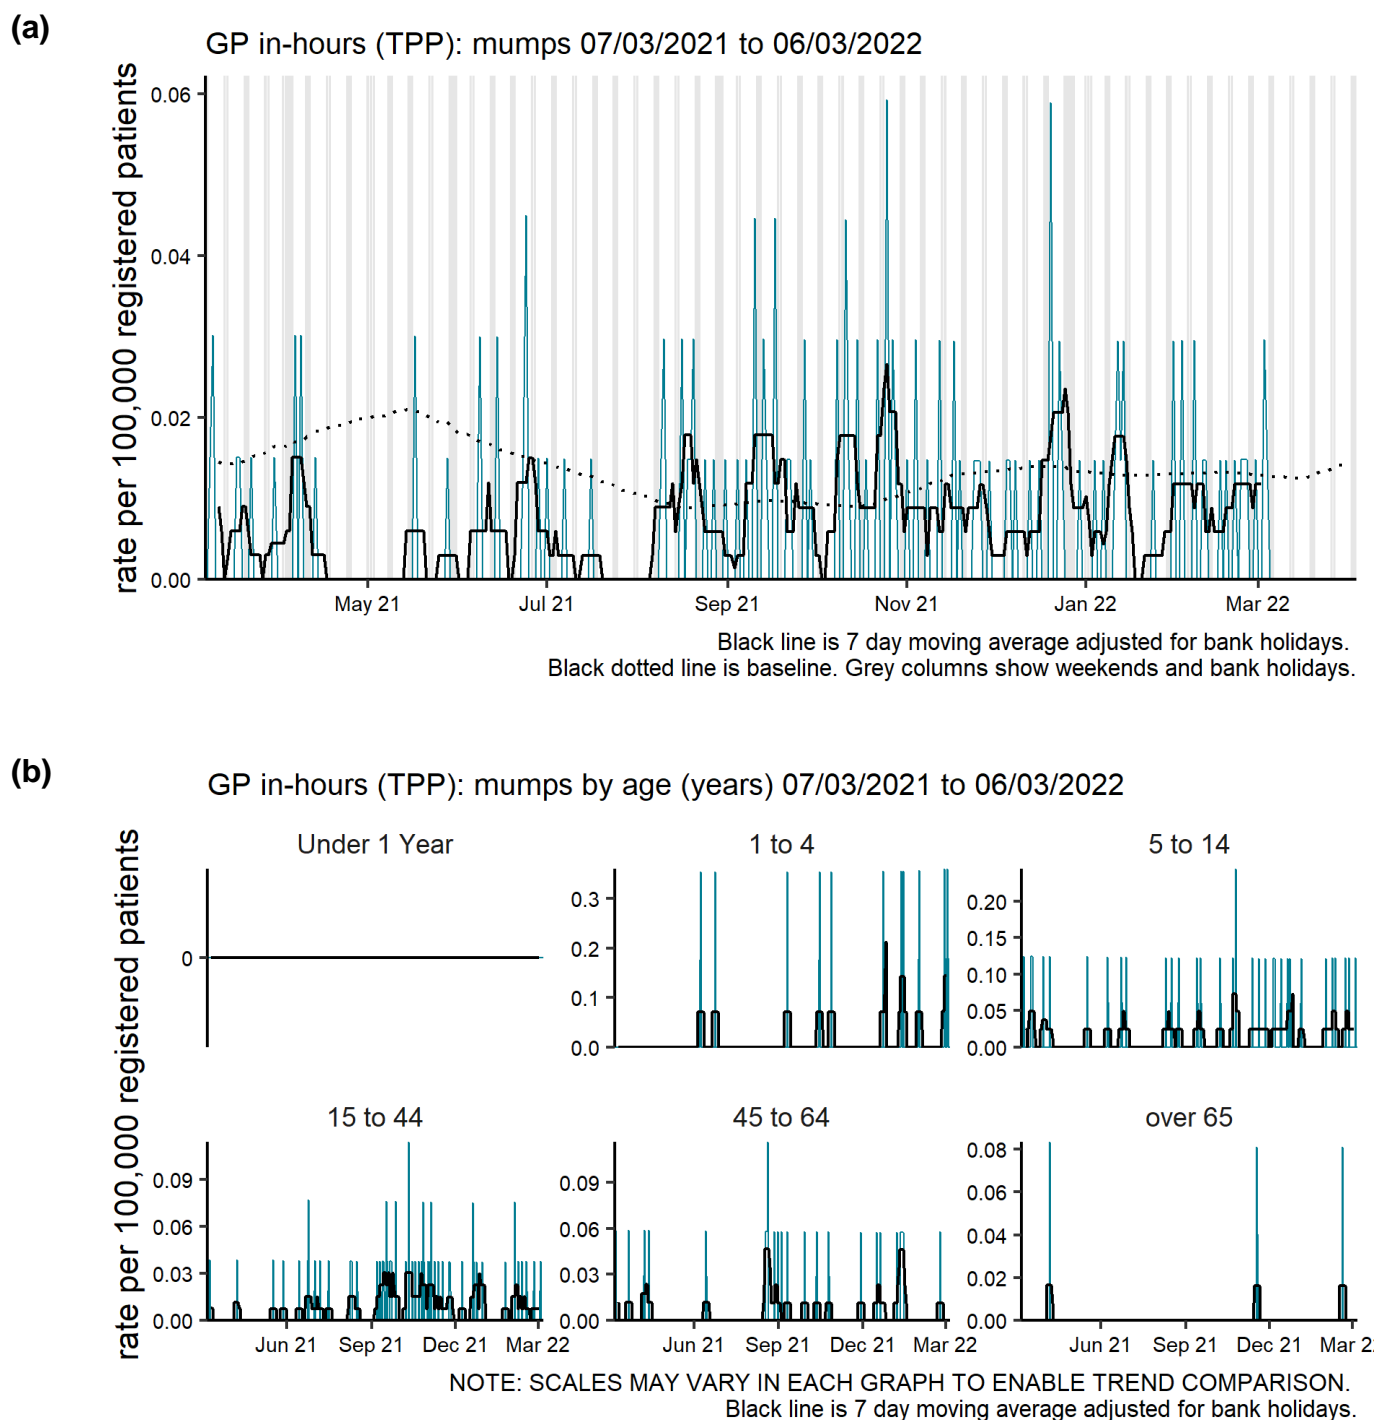 (a)
GP in-hours (TPP): mumps 07/03/2021 to 06/03/2022
rate per 100,000 registered patients
0.06
0.04
0.02
0.00
May 21 Jul 21 Sep 21 Nov 21 Jan 22 Mar 22
Black line is 7 day moving average adjusted for bank holidays.
Black dotted line is baseline. Grey columns show weekends and bank holidays.
(b)
GP in-hours (TPP): mumps by age (years) 07/03/2021 to 06/03/2022
rate per 100,000 registered patients
Under 1 Year
0
1 to 4
0.3
0.2
0.1
0.0
5 to 14
0.20
0.15
0.10
0.05
0.00
15 to 44
0.09
0.06
0.03
0.00
Jun 21 Sep 21 Dec 21 Mar 22
45 to 64
0.09
0.06
0.03
0.00
Jun 21 Sep 21 Dec 21 Mar 22
over 65
0.08
0.06
0.04
0.02
0.00
Jun 21 Sep 21 Dec 21 Mar 2
NOTE: SCALES MAY VARY IN EACH GRAPH TO ENABLE TREND COMPARISON.
Black line is 7 day moving average adjusted for bank holidays.